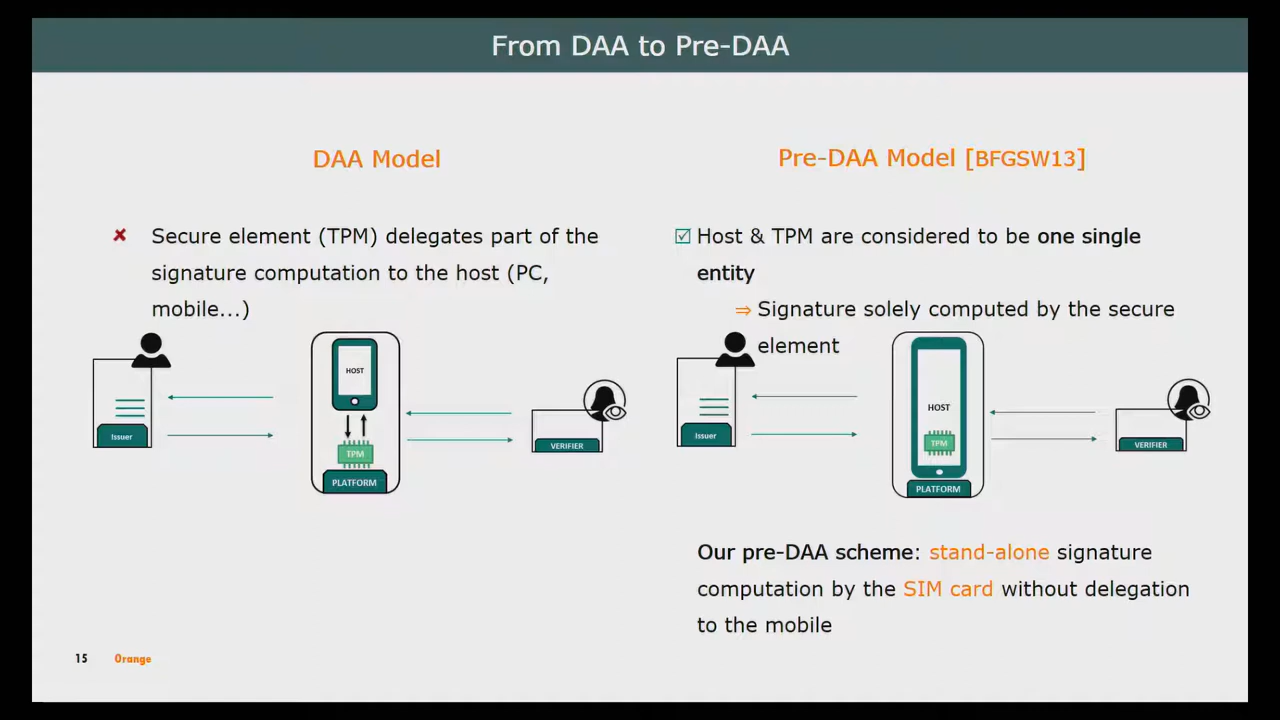 From DAA to Pre-DAA
DAA Model
✘ Secure element (TPM) delegates part of the
signature computation to the host (PC,
mobile...)
Issuer
HOST
TPM
PLATFORM
VERIFIER
Pre-DAA Model [BFGSW13]
☑ Host & TPM are considered to be one single
entity
⇒ Signature solely computed by the secure
element
Issuer
HOST
TPM
PLATFORM
VERIFIER
Our pre-DAA scheme: stand-alone signature
computation by the SIM card without delegation
to the mobile
15 Orange